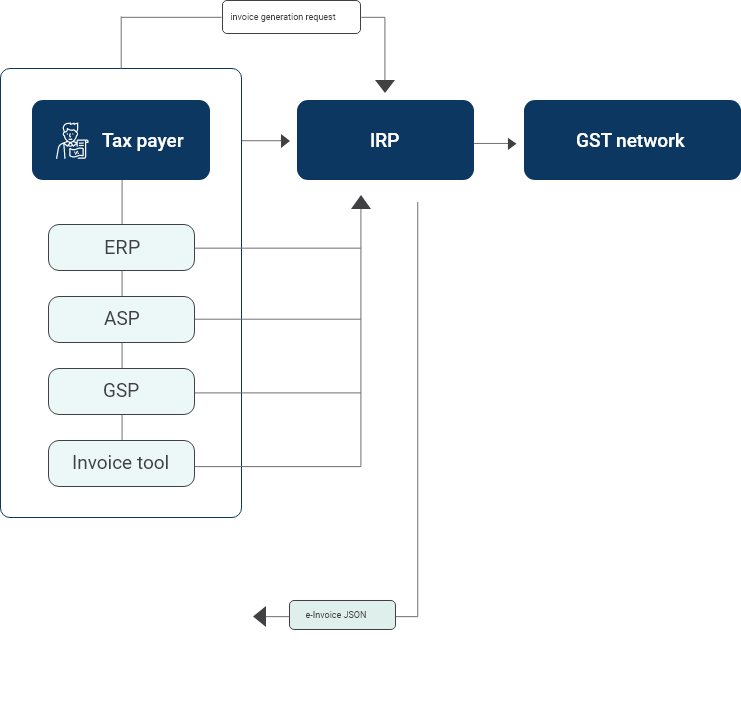 invoice generation request
Tax payer
IRP
GST network
ERP
ASP
GSP
Invoice tool
e-Invoice JSON